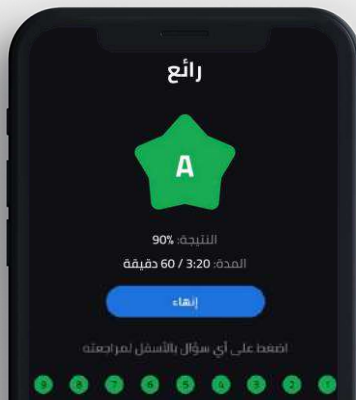 رائع
A
النتيجة: 90%
المدة: 3:20 / 60 دقيقة
إنهاء
اضغط على أي سؤال بالأسفل لمراجعته
1 2 3 4 5 6 7 8 9